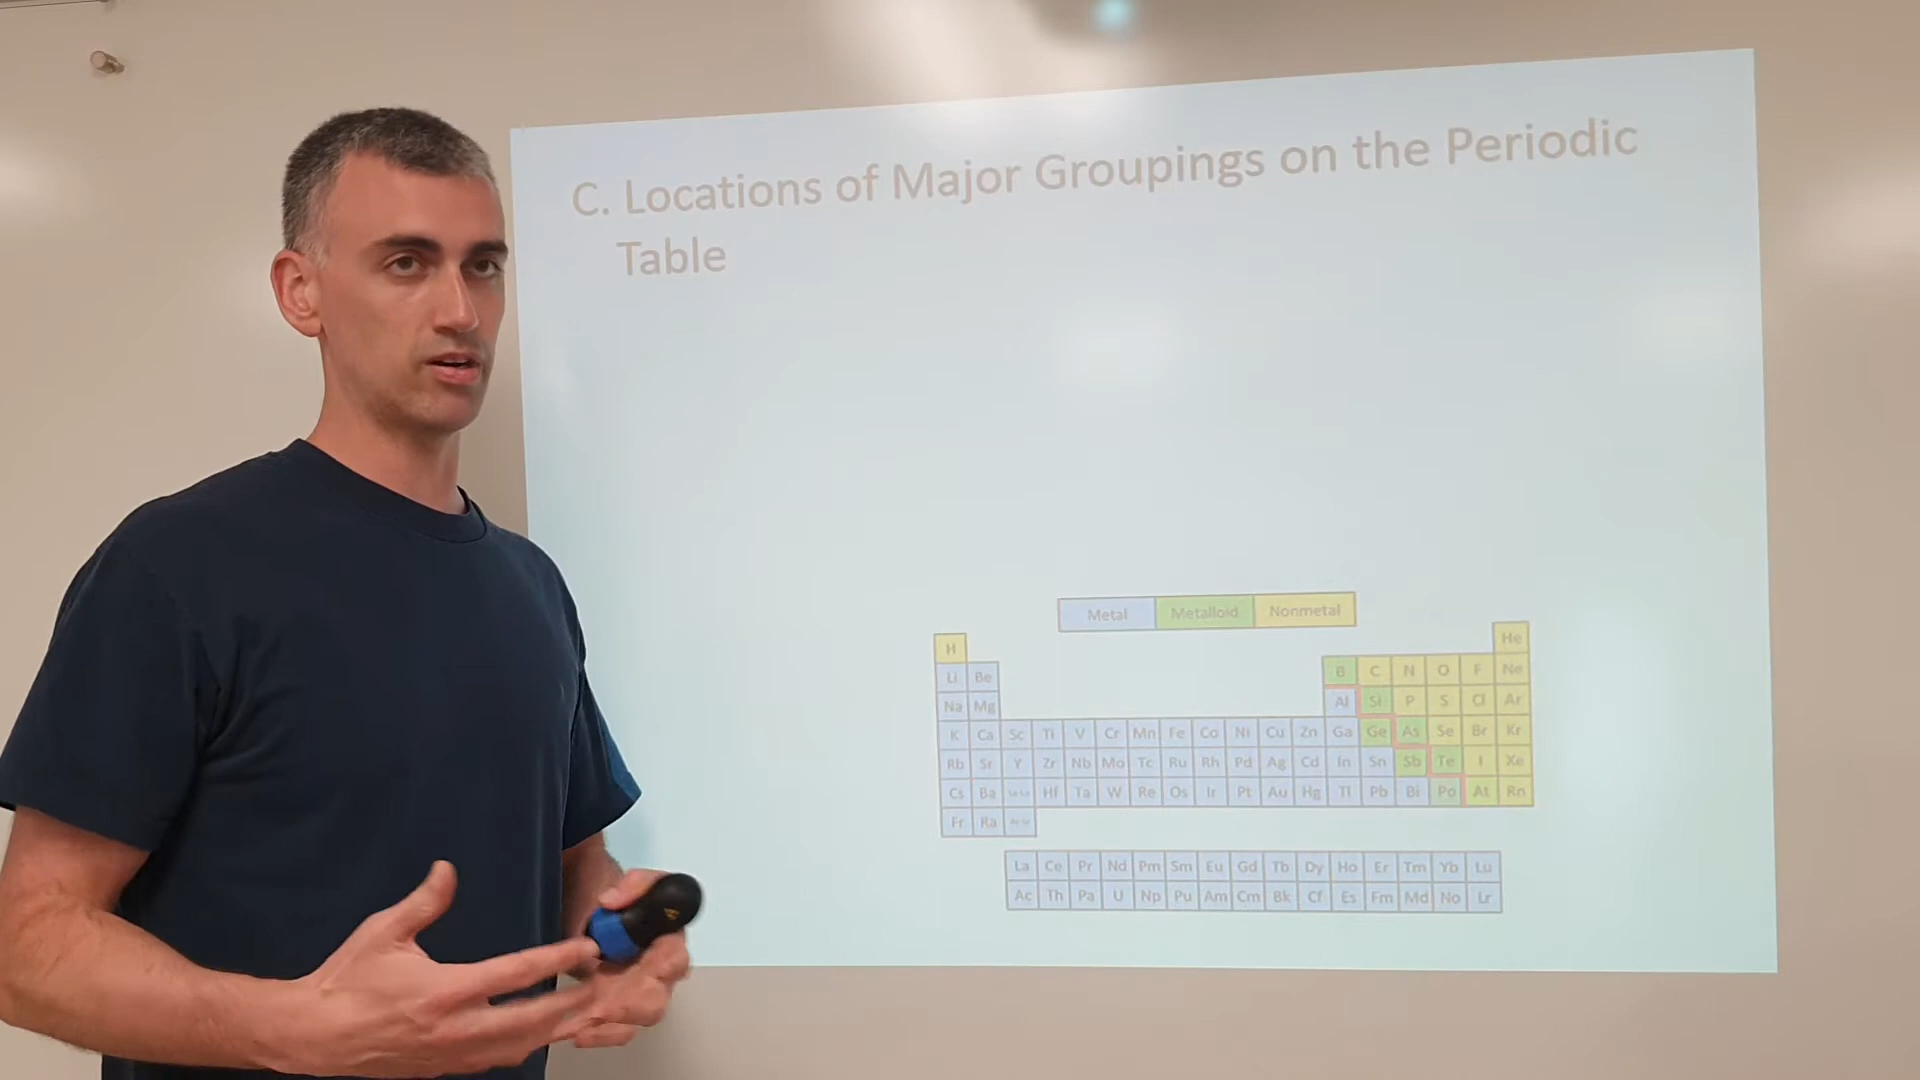 C. Locations of Major Groupings on the Periodic
Table
Metal Metalloid Nonmetal
H He
Li Be B C N O F Ne
Na Mg Al Si P S Cl Ar
K Ca Sc Ti V Cr Mn Fe Co Ni Cu Zn Ga Ge As Se Br Kr
Rb Sr Y Zr Nb Mo Tc Ru Rh Pd Ag Cd In Sn Sb Te I Xe
Cs Ba Hf Ta W Re Os Ir Pt Au Hg Tl Pb Bi Po At Rn
Fr Ra
La Ce Pr Nd Pm Sm Eu Gd Tb Dy Ho Er Tm Yb Lu
Ac Th Pa U Np Pu Am Cm Bk Cf Es Fm Md No Lr